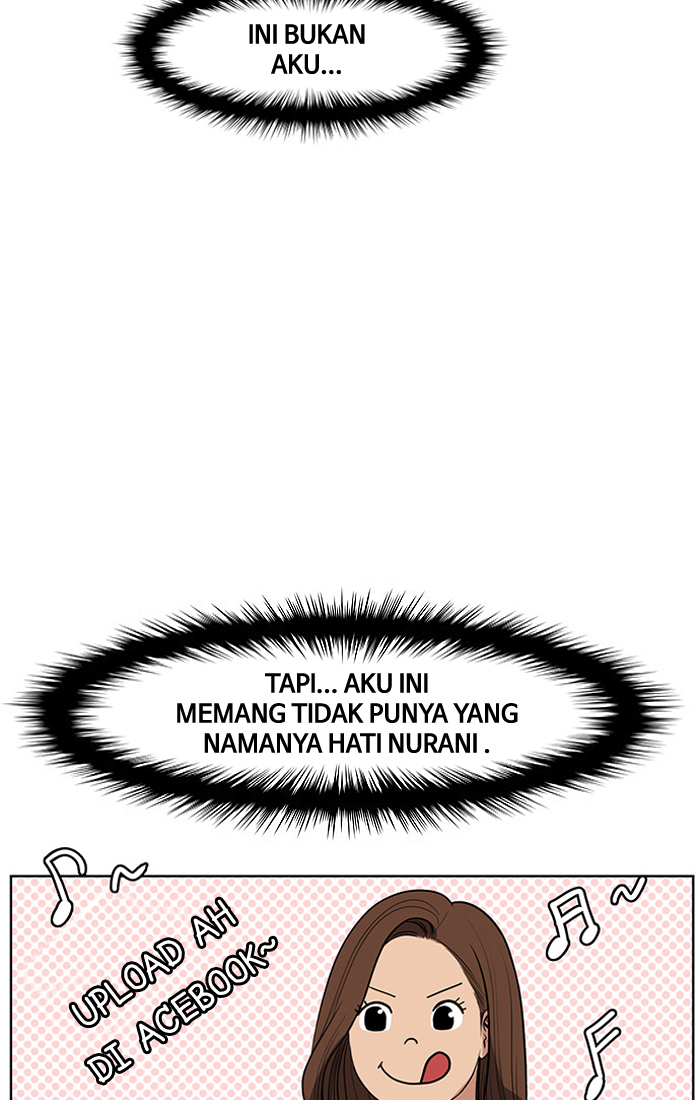 INI BUKAN
AKU...
TAPI... AKU INI
MEMANG TIDAK PUNYA YANG
NAMANYA HATI NURANI .
UPLOAD AH
DI ACEBOOK~